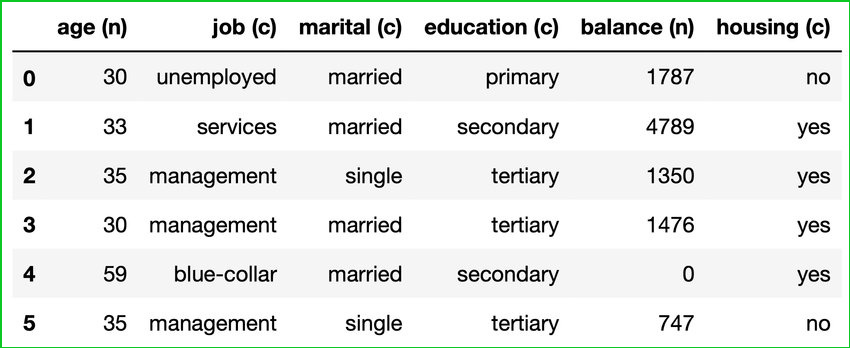 age (n) job (c) marital (c) education (c) balance (n) housing (c)
0 30 unemployed married primary 1787 no
1 33 services married secondary 4789 yes
2 35 management single tertiary 1350 yes
3 30 management married tertiary 1476 yes
4 59 blue-collar married secondary 0 yes
5 35 management single tertiary 747 no